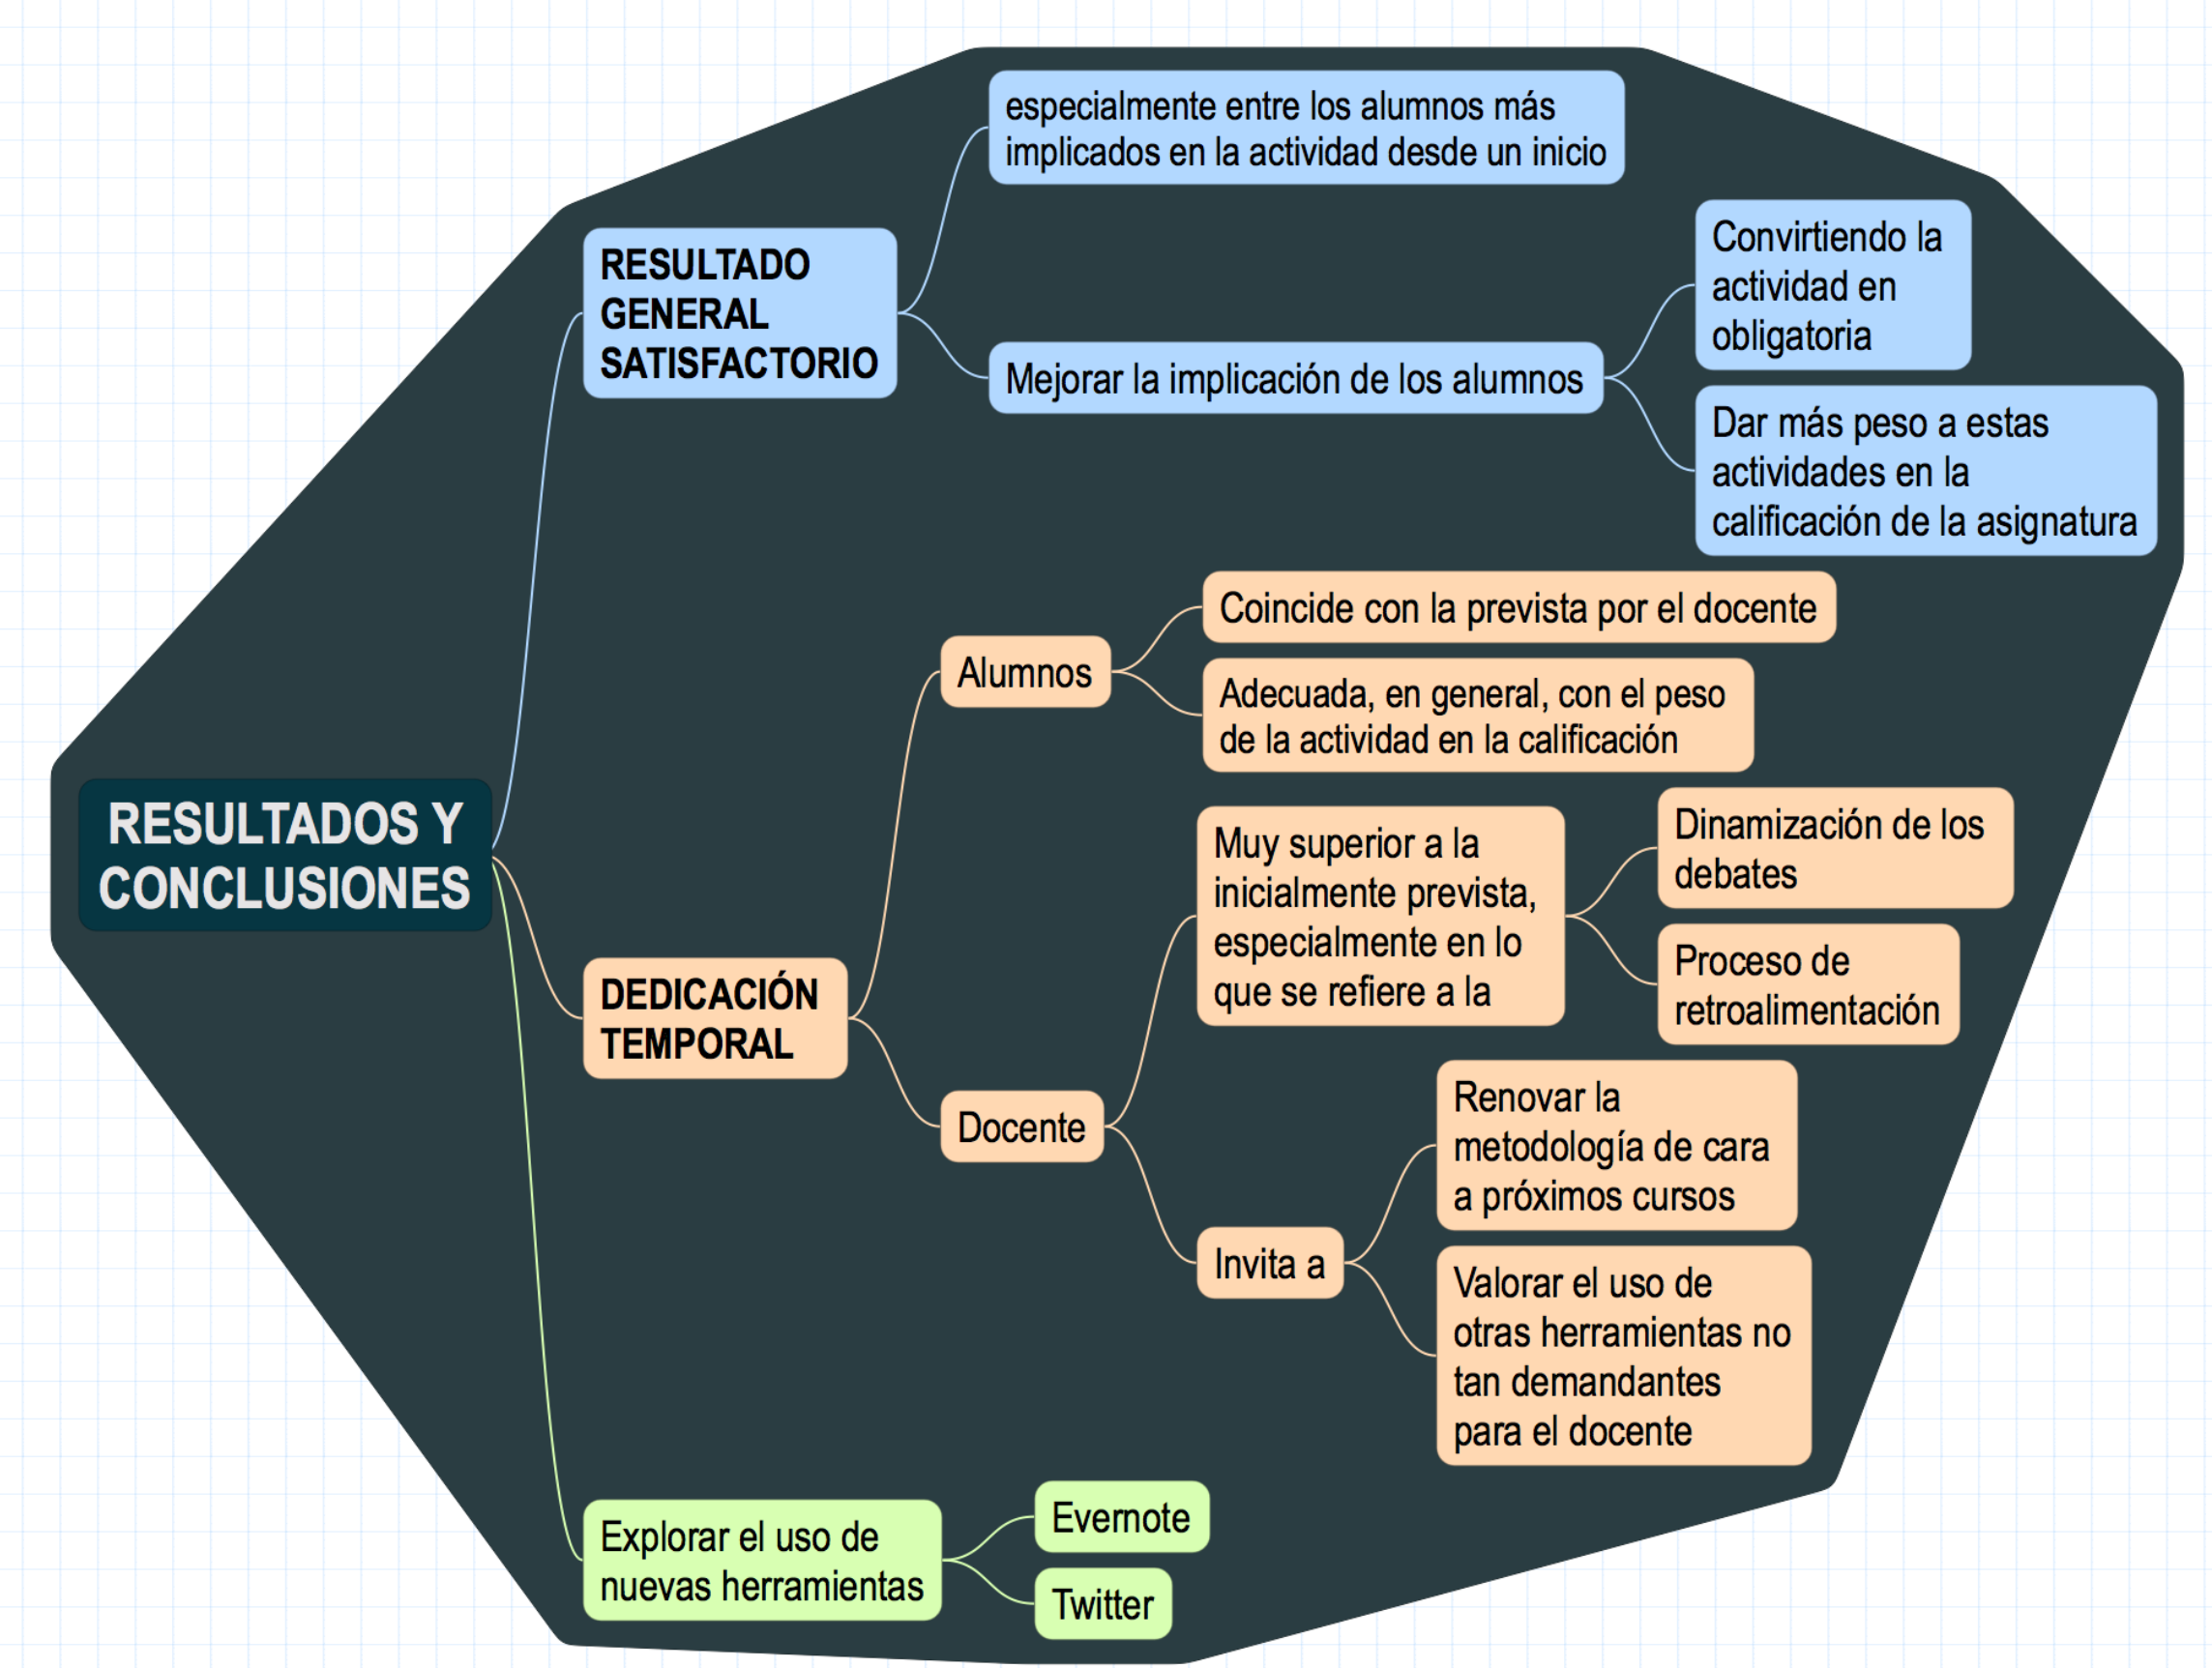 RESULTADOS Y
CONCLUSIONES
RESULTADO
GENERAL
SATISFACTORIO
especialmente entre los alumnos más
implicados en la actividad desde un inicio
Mejorar la implicación de los alumnos
Convirtiendo la
actividad en
obligatoria
Dar más peso a estas
actividades en la
calificación de la asignatura
DEDICACIÓN
TEMPORAL
Alumnos
Coincide con la prevista por el docente
Adecuada, en general, con el peso
de la actividad en la calificación
Docente
Muy superior a la
inicialmente prevista,
especialmente en lo
que se refiere a la
Dinamización de los
debates
Proceso de
retroalimentación
Invita a
Renovar la
metodología de cara
a próximos cursos
Valorar el uso de
otras herramientas no
tan demandantes
para el docente
Explorar el uso de
nuevas herramientas
Evernote
Twitter